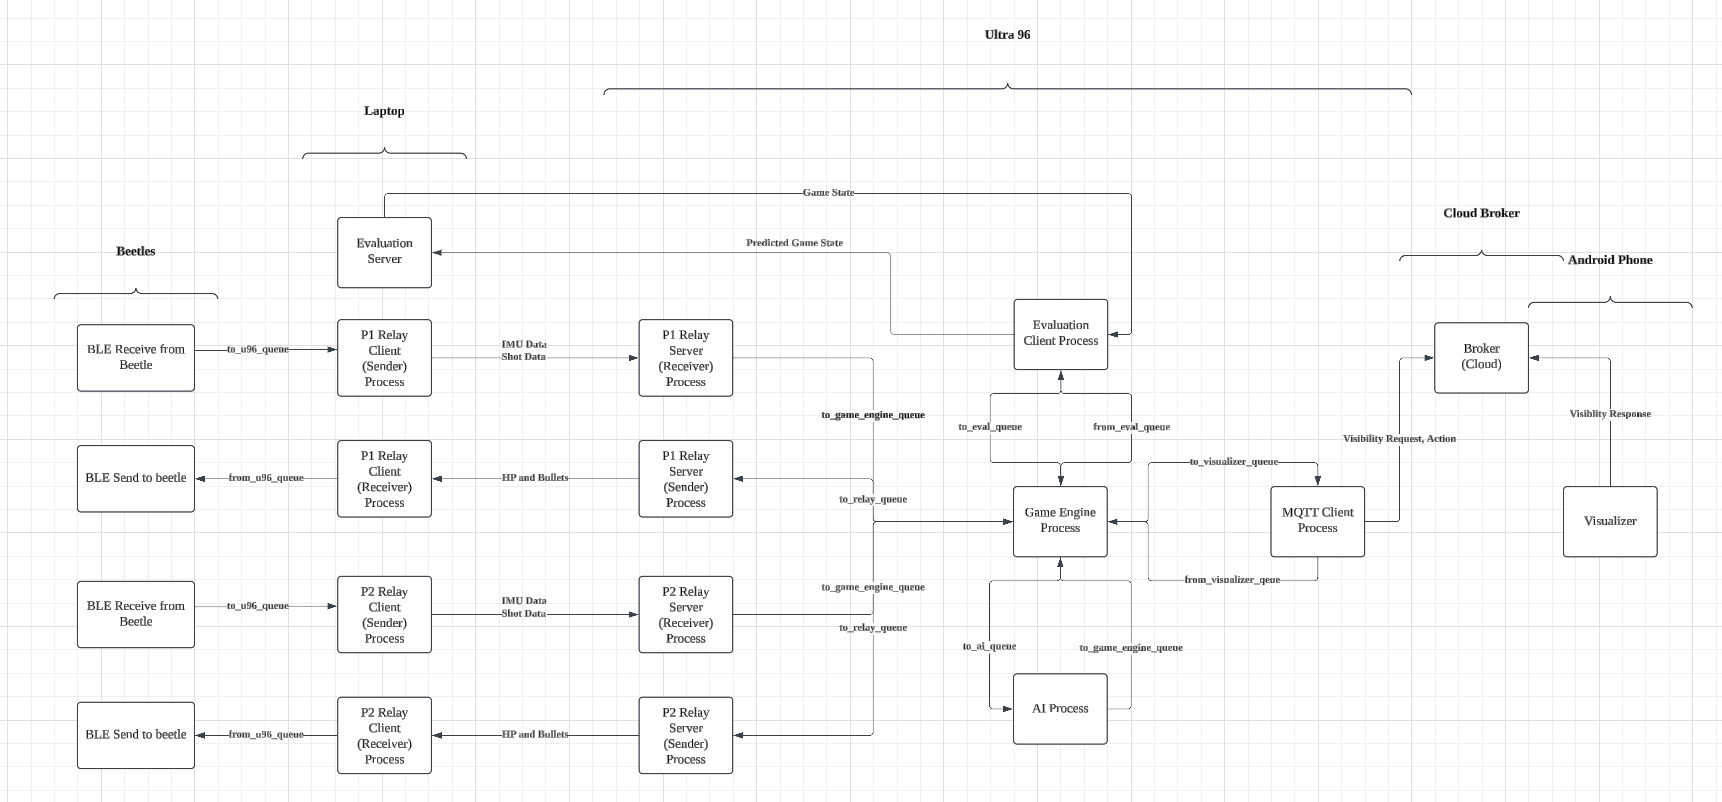 Ultra 96
Laptop
Game State
Cloud Broker
Evaluation
Server
Predicted Game State
Beetles
Android Phone
BLE Receive from
Beetle
to_u96_queue
P1 Relay
Client
(Sender)
Process
IMU Data
Shot Data
P1 Relay
Server
(Receiver)
Process
Evaluation
Client Process
Broker
(Cloud)
to_game_engine_queue
to_eval_queue
from_eval_queue
Visibility Request, Action
Visiblity Response
BLE Send to beetle
from_u96_queue
P1 Relay
Client
(Receiver)
Process
HP and Bullets
P1 Relay
Server
(Sender)
Process
to_relay_queue
to_visualizer_queue
Game Engine
Process
MQTT Client
Process
Visualizer
from_visualizer_qeue
BLE Receive from
Beetle
to_u96_queue
P2 Relay
Client
(Sender)
Process
IMU Data
Shot Data
P2 Relay
Server
(Receiver)
Process
to_game_engine_queue
to_relay_queue
to_ai_queue
to_game_engine_queue
BLE Send to beetle
from_u96_queue
P2 Relay
Client
(Receiver)
Process
HP and Bullets
P2 Relay
Server
(Sender)
Process
AI Process